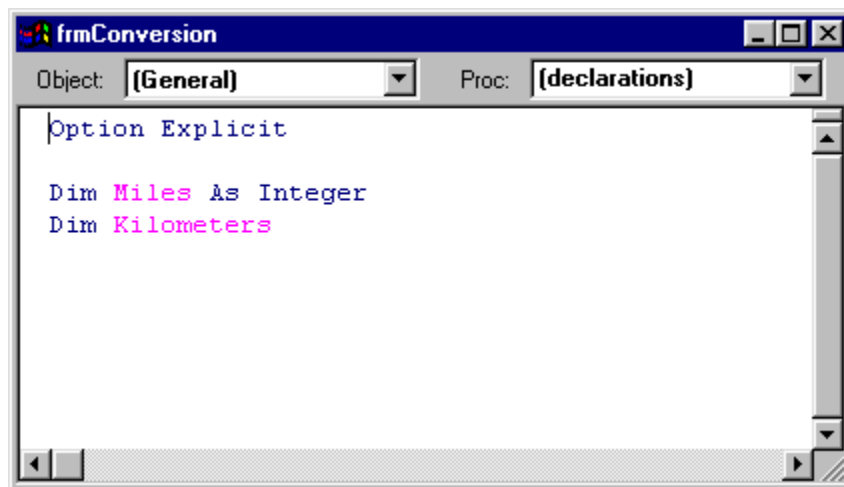 frmConversion
Object: (General) Proc: (declarations)
Option Explicit
Dim Miles As Integer
Dim Kilometers